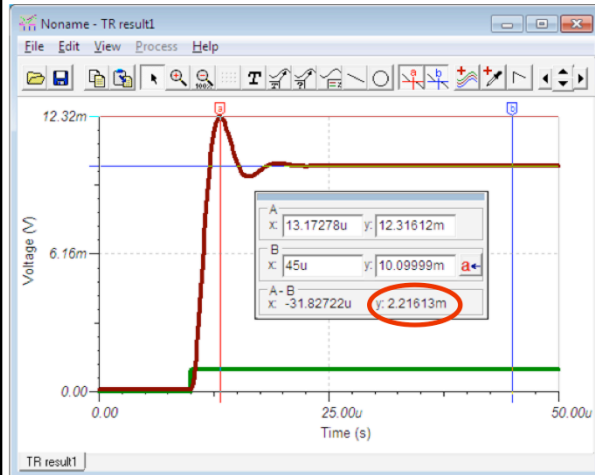 Noname - TR result1
File Edit View Process Help
100% T
a b
12.32m
6.16m
0.00
Voltage (V)
A
x: 13.17278u y: 12.31612m
B
x: 45u y: 10.09999m a
A - B
x: -31.82722u y: 2.21613m
0.00 25.00u 50.00u
Time (s)
TR result1